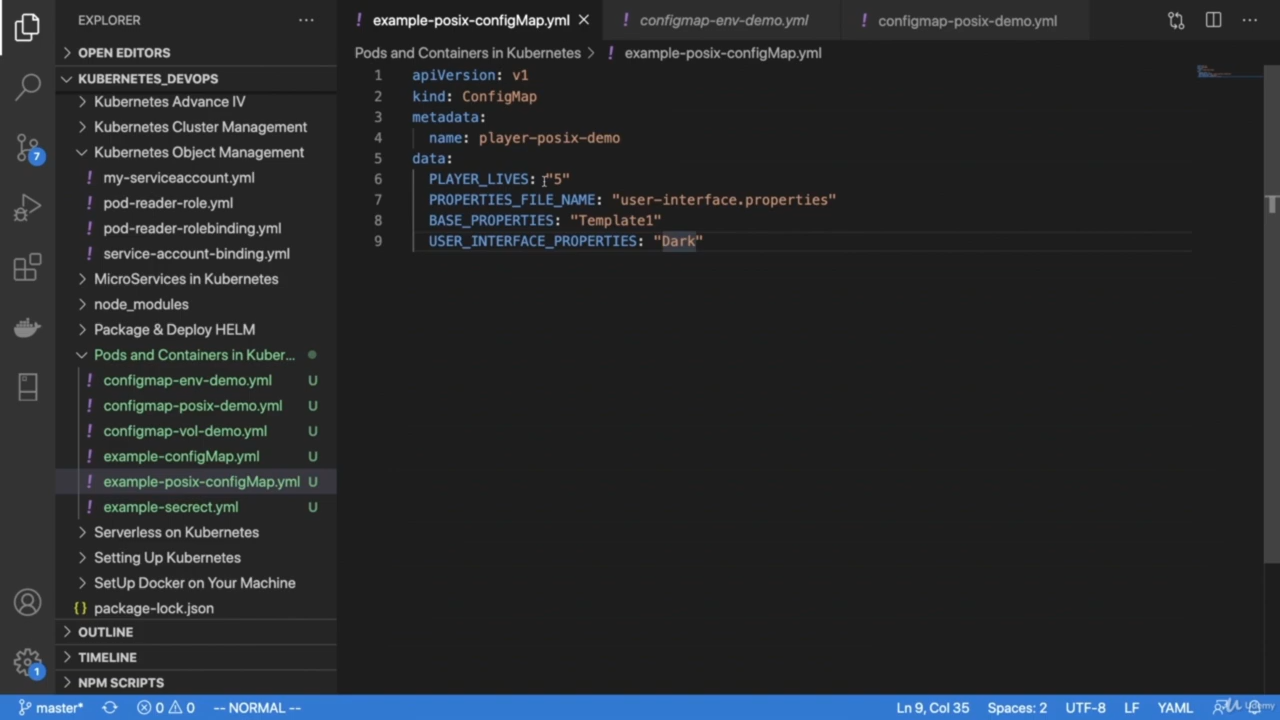 EXPLORER
OPEN EDITORS
KUBERNETES_DEVOPS
Kubernetes Advance IV
Kubernetes Cluster Management
Kubernetes Object Management
! my-serviceaccount.yml
! pod-reader-role.yml
! pod-reader-rolebinding.yml
! service-account-binding.yml
MicroServices in Kubernetes
node_modules
Package & Deploy HELM
Pods and Containers in Kuber...
! configmap-env-demo.yml U
! configmap-posix-demo.yml U
! configmap-vol-demo.yml U
! example-configMap.yml U
! example-posix-configMap.yml U
! example-secrect.yml U
Serverless on Kubernetes
Setting Up Kubernetes
SetUp Docker on Your Machine
{} package-lock.json
OUTLINE
TIMELINE
NPM SCRIPTS
7
1
! example-posix-configMap.yml
! configmap-env-demo.yml
! configmap-posix-demo.yml
Pods and Containers in Kubernetes > ! example-posix-configMap.yml
1 apiVersion: v1
2 kind: ConfigMap
3 metadata:
4 name: player-posix-demo
5 data:
6 PLAYER_LIVES: "5"
7 PROPERTIES_FILE_NAME: "user-interface.properties"
8 BASE_PROPERTIES: "Template1"
9 USER_INTERFACE_PROPERTIES: "Dark"
master* 0 0 -- NORMAL -- Ln 9, Col 35 Spaces: 2 UTF-8 LF YAML
Udemy